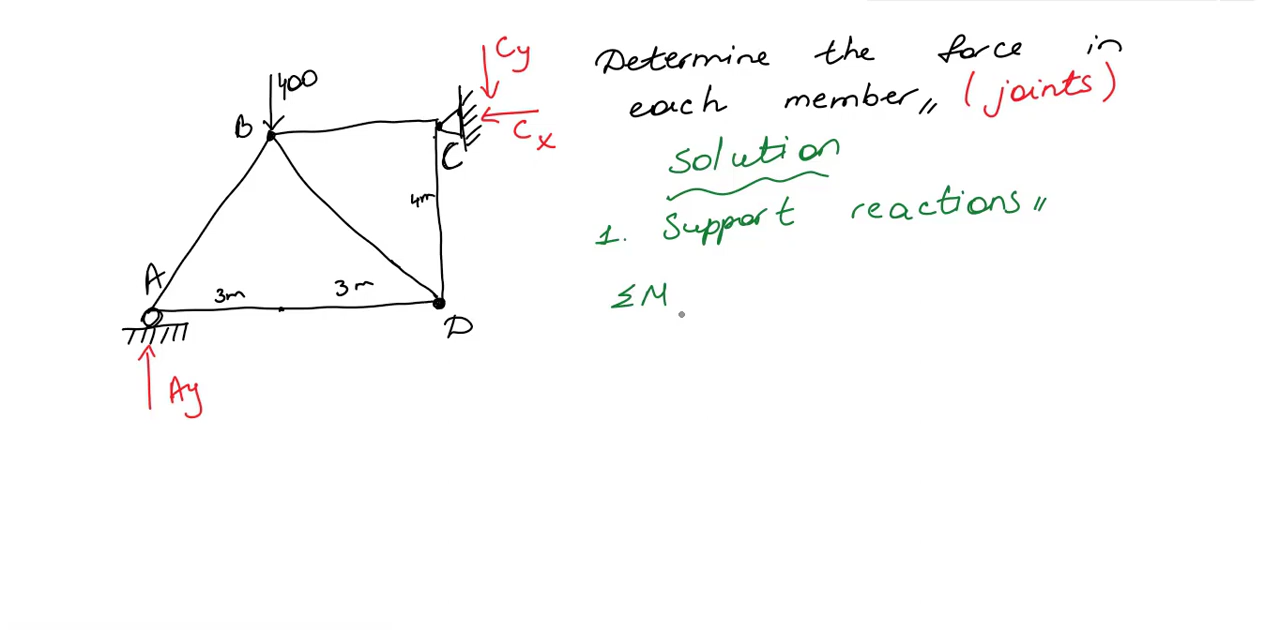 Determine the force in
each member,, (joints)
Solution
1. Support reactions,,
ΣM
400
B
Cy
Cx
C
4m
A
3m
3m
D
Ay